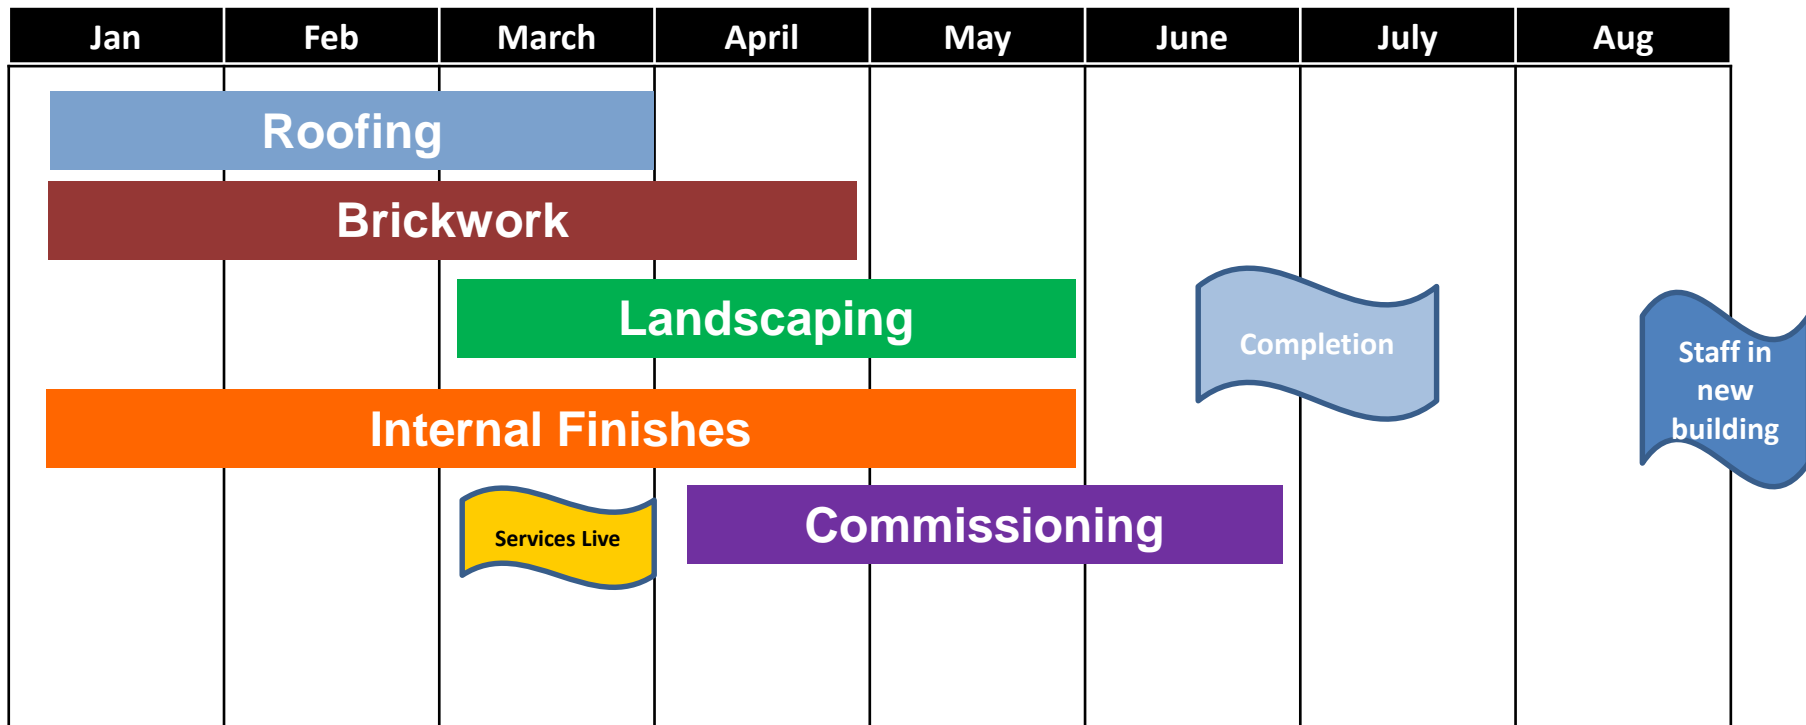 Jan Feb March April May June July Aug
Roofing
Brickwork
Landscaping
Completion
Staff in
new
building
Internal Finishes
Services Live
Commissioning